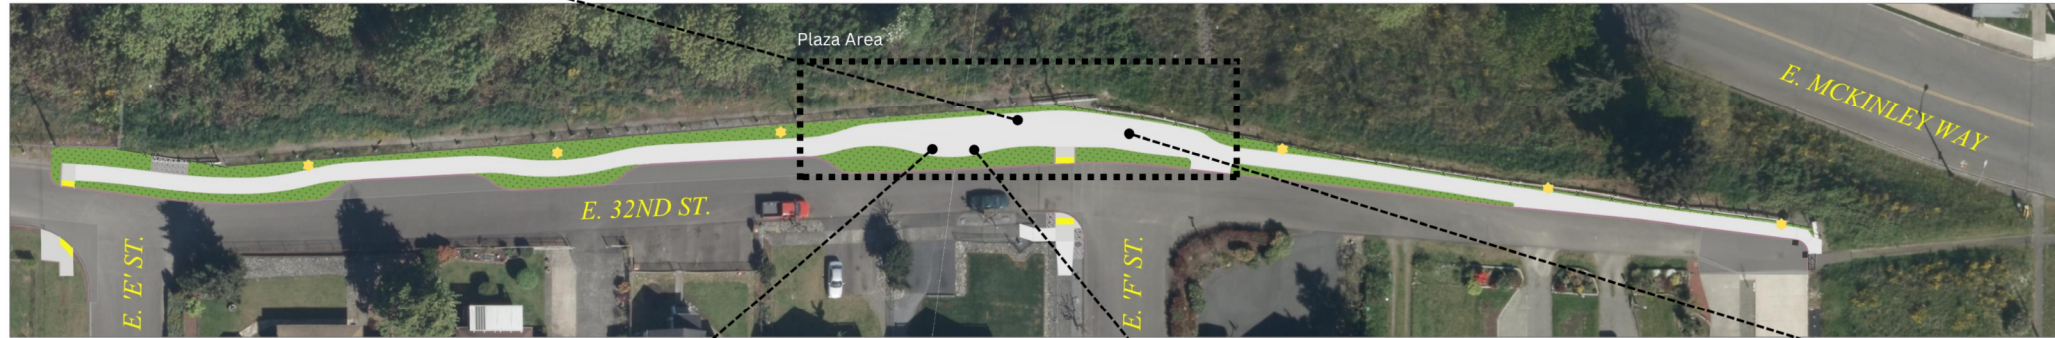 Plaza Area
E. MCKINLEY WAY
E. 32ND ST.
E. 'E' ST.
E. 'F' ST.